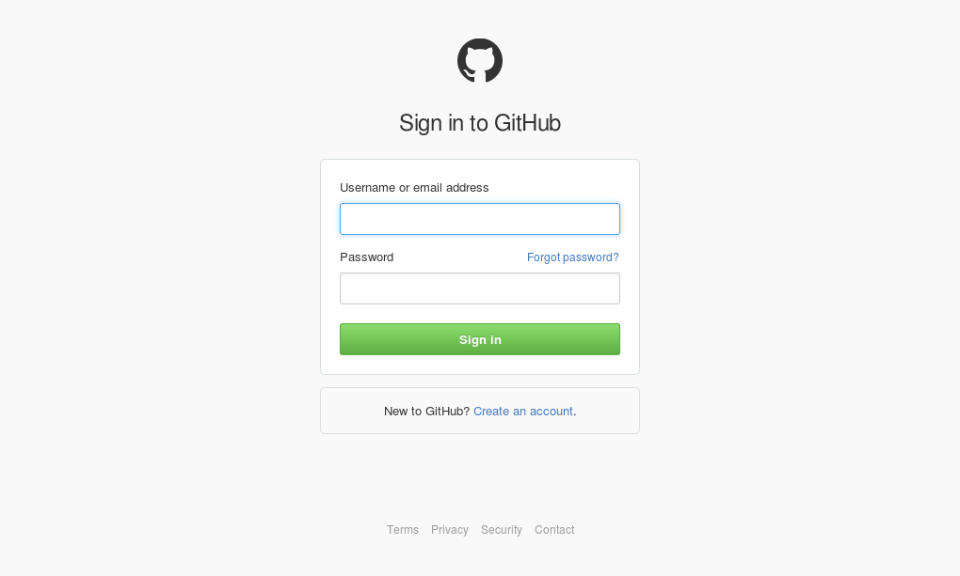 Sign in to GitHub
Username or email address
Password Forgot password?
Sign in
New to GitHub? Create an account.
Terms Privacy Security Contact